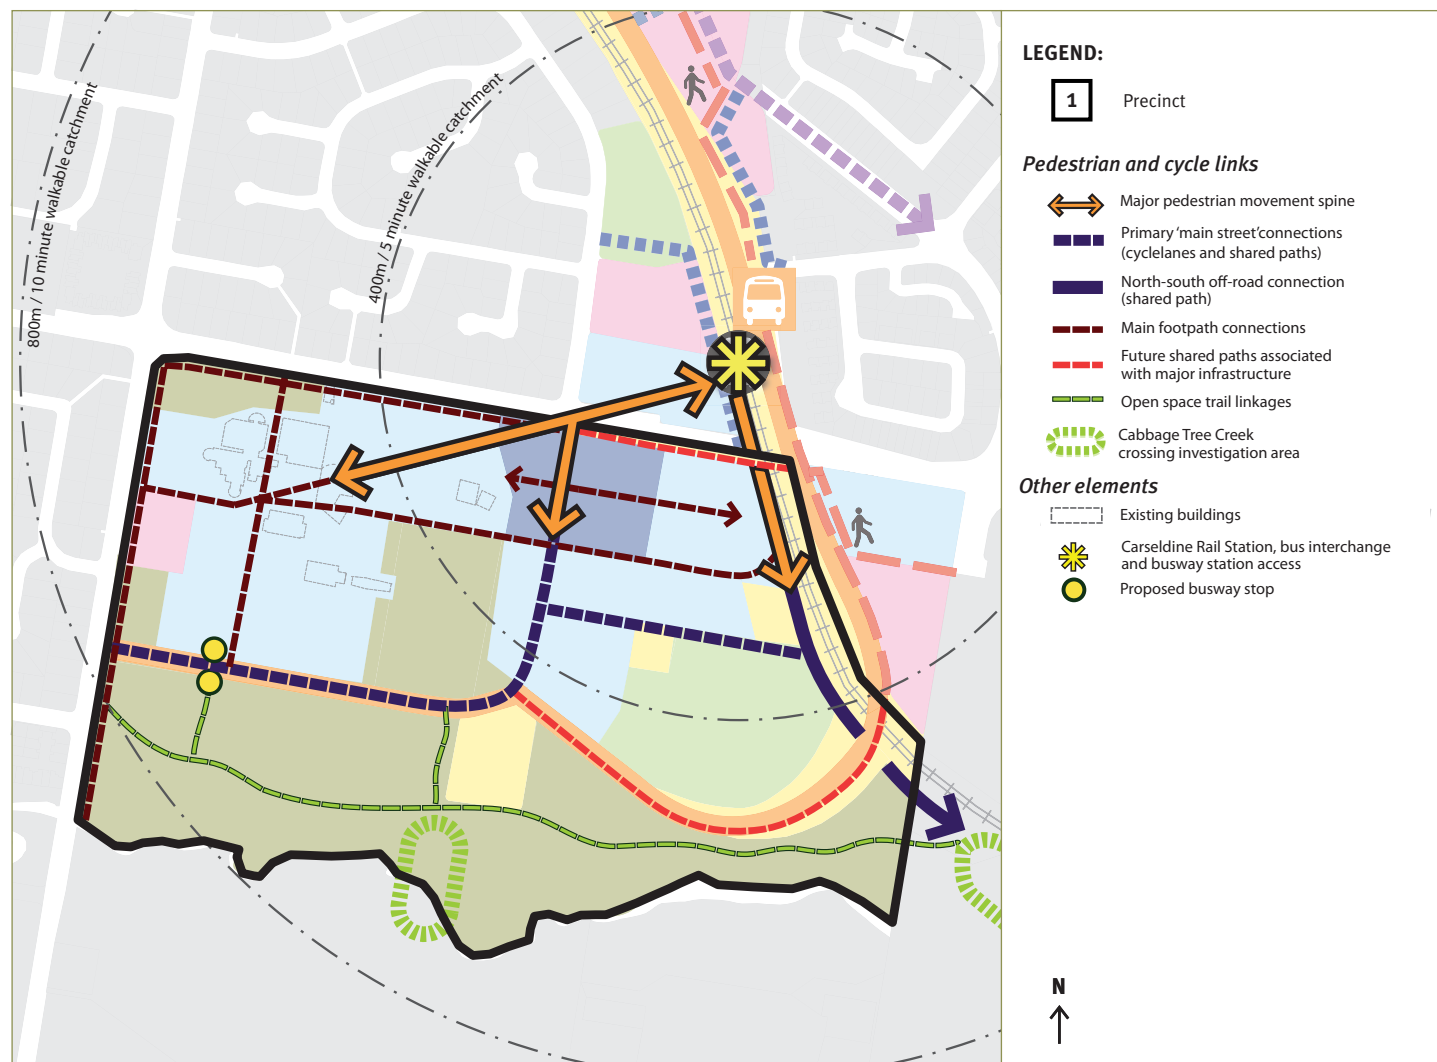 800m / 10 minute walkable catchment
400m / 5 minute walkable catchment
LEGEND:
1
Precinct
Pedestrian and cycle links
Major pedestrian movement spine
Primary ‘main street’connections
(cyclelanes and shared paths)
North-south off-road connection
(shared path)
Main footpath connections
Future shared paths associated
with major infrastructure
Open space trail linkages
Cabbage Tree Creek
crossing investigation area
Other elements
Existing buildings
Carseldine Rail Station, bus interchange
and busway station access
Proposed busway stop
N